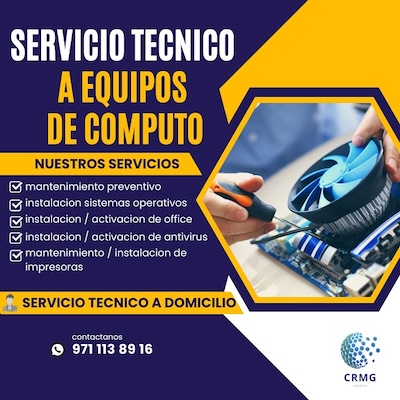 SERVICIO TECNICO
A EQUIPOS
DE COMPUTO
NUESTROS SERVICIOS
mantenimiento preventivo
instalacion sistemas operativos
instalacion / activacion de office
instalacion / activacion de antivirus
mantenimiento / instalacion de
impresoras
SERVICIO TECNICO A DOMICILIO
contactanos
971 113 89 16
CRMG